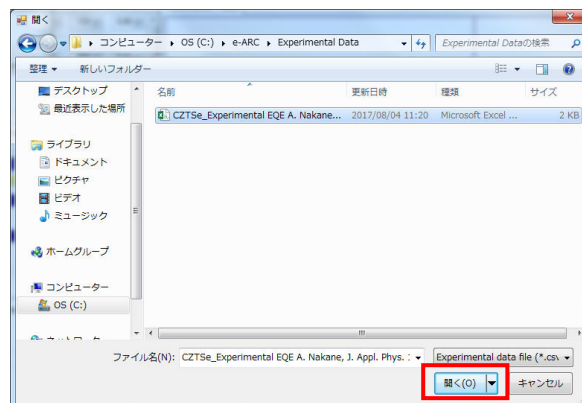 開く
コンピューター ▸ OS (C:) ▸ e-ARC ▸ Experimental Data
Experimental Dataの検索
整理 新しいフォルダー
デスクトップ
最近表示した場所
ライブラリ
ドキュメント
ピクチャ
ビデオ
ミュージック
ホームグループ
コンピューター
OS (C:)
名前 更新日時 種類 サイズ
CZTSe_Experimental EQE A. Nakane... 2017/08/04 11:20 Microsoft Excel ... 2 KB
ファイル名(N): CZTSe_Experimental EQE A. Nakane, J. Appl. Phys. Experimental data file (*.csv
開く(O) キャンセル